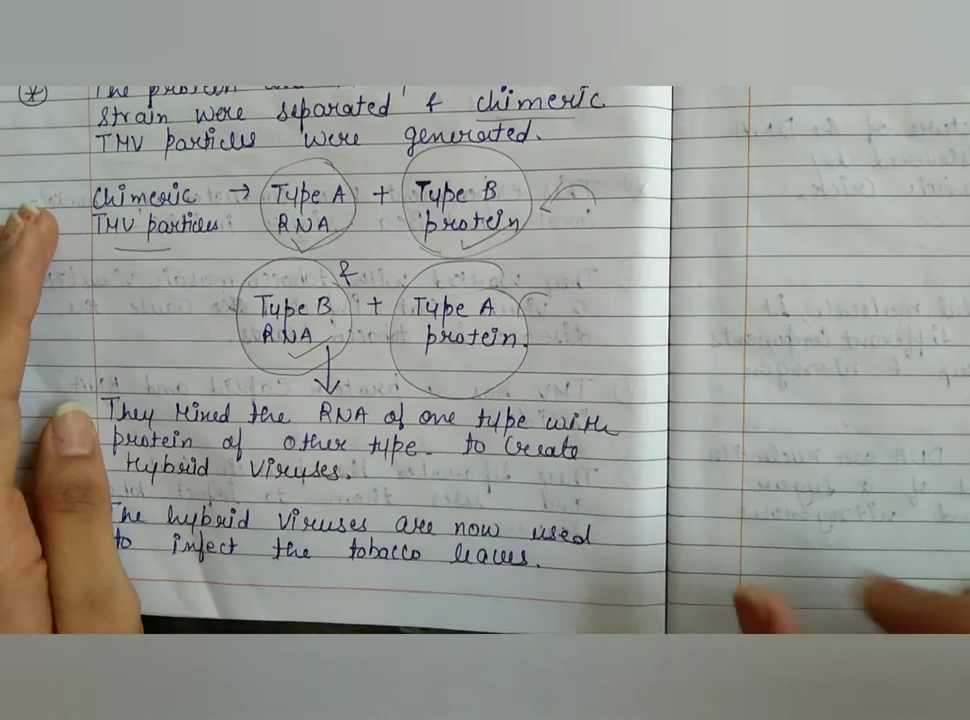 The protein
strain were separated & chimeric
TMV particles were generated.
Chimeric → Type A + Type B
TMV particles RNA protein
&
Type B + Type A
RNA protein
They Mixed the RNA of one type with
protein of other type to Create
Hybrid Viruses.
The hybrid Viruses are now used
to infect the tobacco leaves.